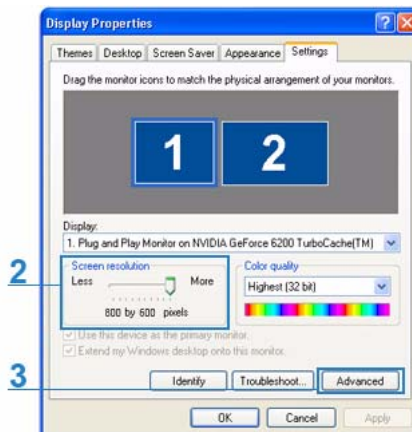 Display Properties
Themes Desktop Screen Saver Appearance Settings
Drag the monitor icons to match the physical arrangement of your monitors.
1 2
Display:
1. Plug and Play Monitor on NVIDIA GeForce 6200 TurboCache(TM)
2
Screen resolution
Less More
800 by 600 pixels
Color quality
Highest (32 bit)
Use this device as the primary monitor.
Extend my Windows desktop onto this monitor.
3
Identify Troubleshoot... Advanced
OK Cancel Apply